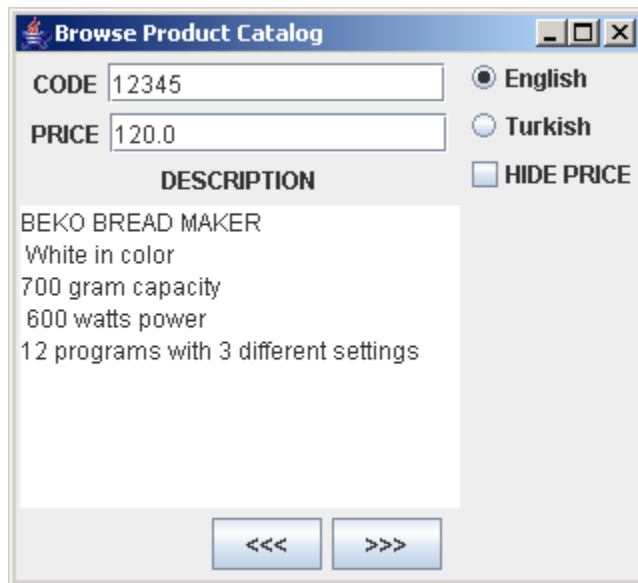 Browse Product Catalog
CODE 12345
English
PRICE 120.0
Turkish
DESCRIPTION
HIDE PRICE
BEKO BREAD MAKER
White in color
700 gram capacity
600 watts power
12 programs with 3 different settings
<<< >>>